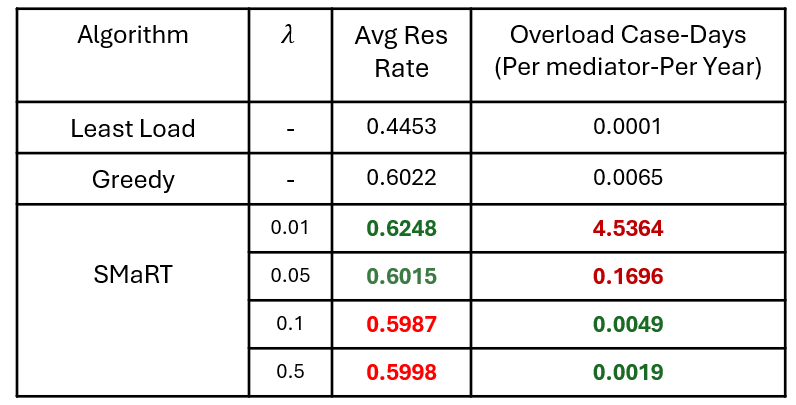 Algorithm λ Avg Res Rate Overload Case-Days (Per mediator-Per Year)
Least Load - 0.4453 0.0001
Greedy - 0.6022 0.0065
SMaRT 0.01 0.6248 4.5364
0.05 0.6015 0.1696
0.1 0.5987 0.0049
0.5 0.5998 0.0019